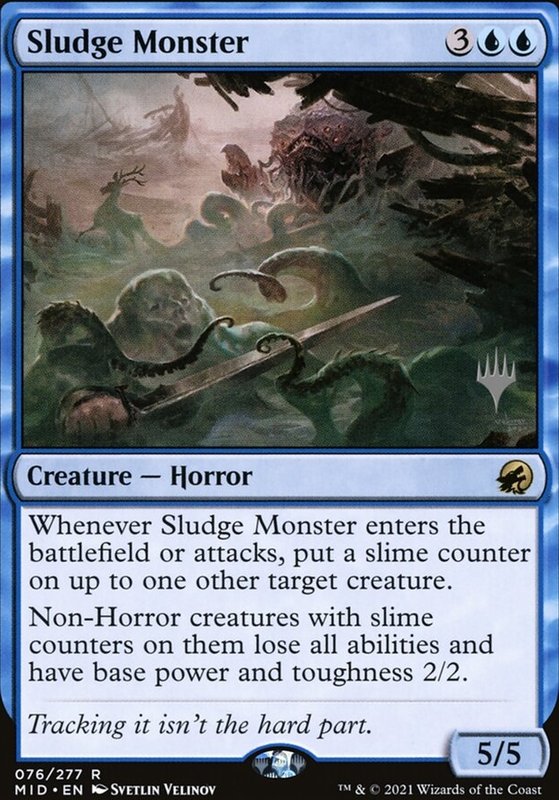 Sludge Monster 3
Creature — Horror
Whenever Sludge Monster enters the
battlefield or attacks, put a slime counter
on up to one other target creature.
Non-Horror creatures with slime
counters on them lose all abilities and
have base power and toughness 2/2.
Tracking it isn't the hard part.
5/5
076/277 R
MID • EN Svetlin Velinov
™ & © 2021 Wizards of the Coast